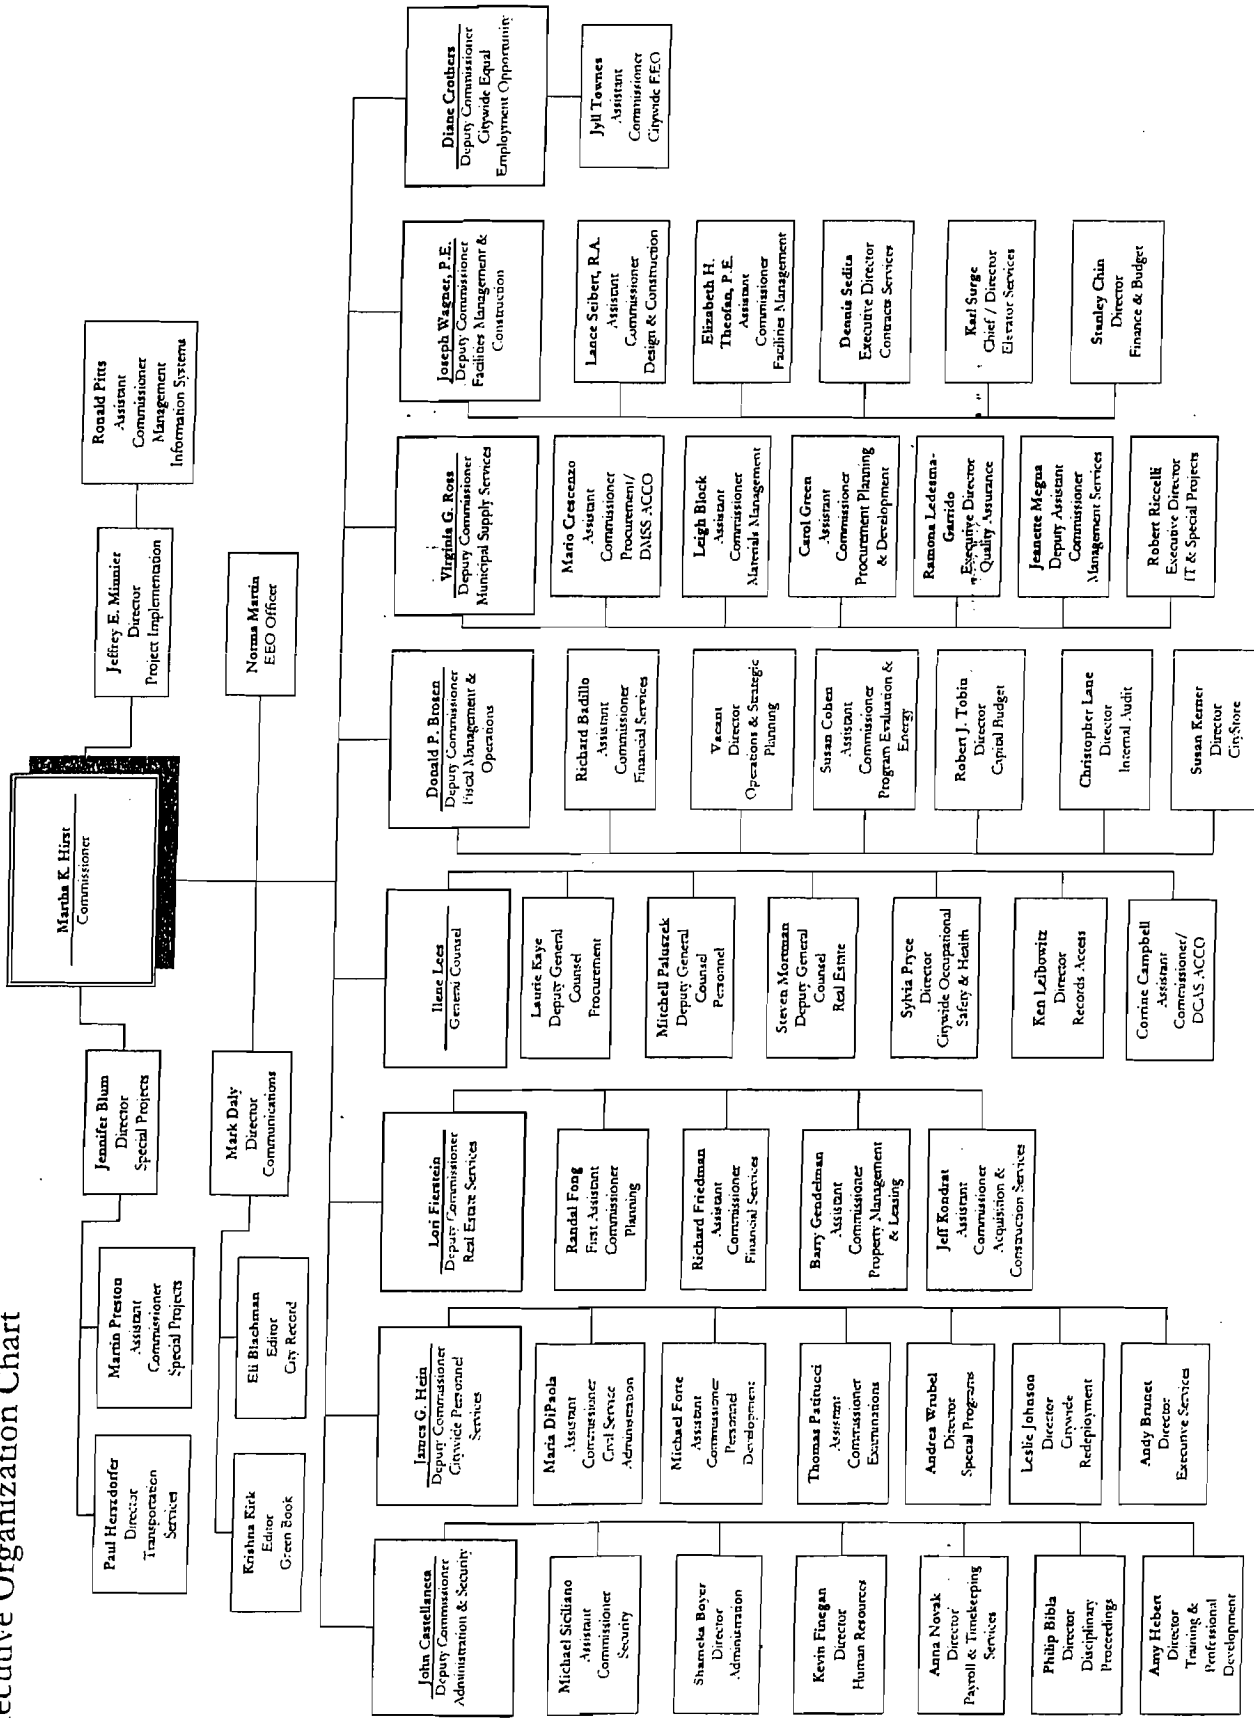 ecutive Organization Chart
Martha K. Hirst
Commissioner
Jennifer Blum
Director
Special Projects
Martin Preston
Assistant
Commissioner
Special Projects
Paul Herszdorfer
Director
Transportation
Services
Jeffrey E. Minnier
Director
Project Implementation
Ronald Pitts
Assistant
Commissioner
Management
Information Systems
Mark Daly
Director
Communications
Eli Blachman
Editor
City Record
Krishna Kirk
Editor
Green Book
Norma Martin
EEO Officer
John Castellaneta
Deputy Commissioner
Administration & Security
Michael Siciliano
Assistant
Commissioner
Security
Shameka Boyer
Director
Administration
Kevin Finegan
Director
Human Resources
Anna Novak
Director
Payroll & Timekeeping
Services
Philip Bibla
Director
Disciplinary
Proceedings
Amy Hebert
Director
Training &
Professional
Development
James G. Hein
Deputy Commissioner
Citywide Personnel
Services
Maria DiPaola
Assistant
Commissioner
Civil Service
Administration
Michael Forte
Assistant
Commissioner
Personnel
Development
Thomas Patitucci
Assistant
Commissioner
Examinations
Andrea Wrubel
Director
Special Programs
Leslie Johnson
Director
Citywide
Redeployment
Andy Brunet
Director
Executive Services
Lori Fierstein
Deputy Commissioner
Real Estate Services
Randal Fong
First Assistant
Commissioner
Planning
Richard Friedman
Assistant
Commissioner
Financial Services
Barry Gendelman
Assistant
Commissioner
Property Management
& Leasing
Jeff Kondrat
Assistant
Commissioner
Acquisition &
Construction Services
Ilene Lees
General Counsel
Laurie Kaye
Deputy General
Counsel
Procurement
Mitchell Paluszek
Deputy General
Counsel
Personnel
Steven Mortman
Deputy General
Counsel
Real Estate
Sylvia Pryce
Director
Citywide Occupational
Safety & Health
Ken Leibowitz
Director
Records Access
Corrine Campbell
Assistant
Commissioner/
DCAS ACCO
Donald P. Brosen
Deputy Commissioner
Fiscal Management &
Operations
Richard Badillo
Assistant
Commissioner
Financial Services
Vacant
Director
Operations & Strategic
Planning
Susan Cohen
Assistant
Commissioner
Program Evaluation &
Energy
Robert J. Tobin
Director
Capital Budget
Christopher Lane
Director
Internal Audit
Susan Kerner
Director
CityStore
Virginia G. Ross
Deputy Commissioner
Municipal Supply Services
Mario Crescenzo
Assistant
Commissioner
Procurement/
DMSS ACCO
Leigh Block
Assistant
Commissioner
Materials Management
Carol Green
Assistant
Commissioner
Procurement Planning
& Development
Ramona Ledesma-
Garrido
Executive Director
Quality Assurance
Jeanette Megna
Deputy Assistant
Commissioner
Management Services
Robert Riccelli
Executive Director
IT & Special Projects
Joseph Wagner, P.E.
Deputy Commissioner
Facilities Management &
Construction
Lance Seibert, R.A.
Assistant
Commissioner
Design & Construction
Elizabeth H.
Theofan, P.E.
Assistant
Commissioner
Facilities Management
Dennis Sedita
Executive Director
Contracts Services
Karl Surge
Chief / Director
Elevator Services
Stanley Chin
Director
Finance & Budget
Diane Crothers
Deputy Commissioner
Citywide Equal
Employment Opportunity
Jyll Townes
Assistant
Commissioner
Citywide EEO